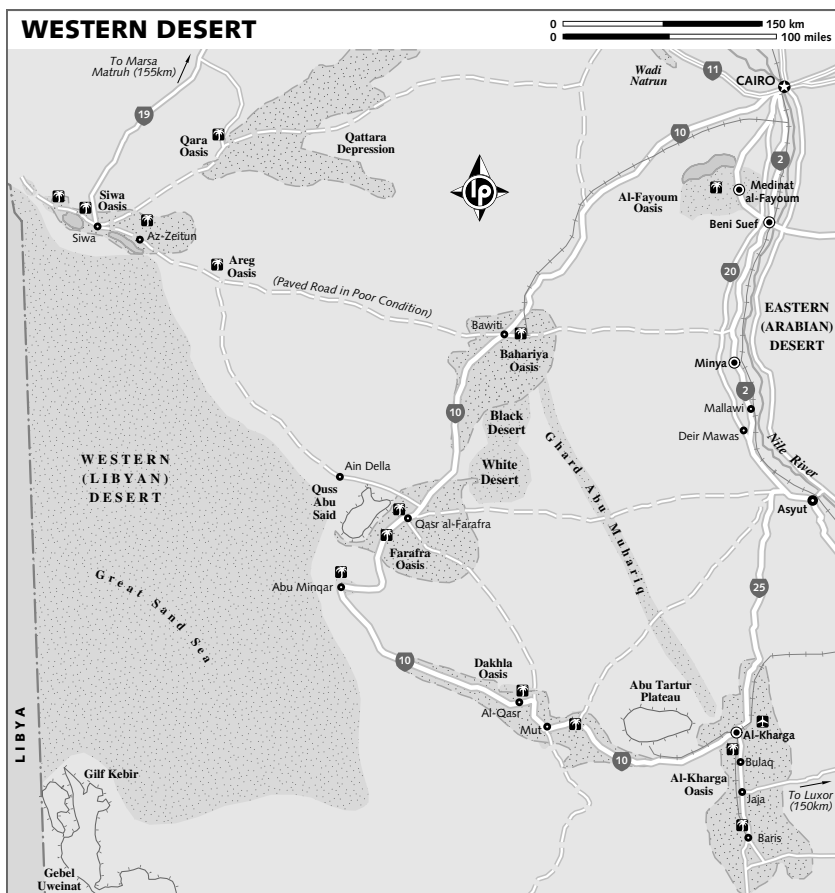 WESTERN DESERT
0 150 km
0 100 miles
To Marsa
Matruh (155km)
Wadi
Natrun
11
CAIRO
19
10
2
Qara
Oasis
Qattara
Depression
lp
Siwa
Oasis
Al-Fayoum
Oasis
Medinat
al-Fayoum
Siwa
Az-Zeitun
Beni Suef
Areg
Oasis
20
(Paved Road in Poor Condition)
EASTERN
(ARABIAN)
DESERT
Bawiti
Bahariya
Oasis
Minya
2
10
Black
Desert
Mallawi
Deir Mawas
Nile River
WESTERN
(LIBYAN)
DESERT
Ain Della
White
Desert
Ghard Abu Muhariq
Quss
Abu
Said
Asyut
Qasr al-Farafra
Farafra
Oasis
Abu Minqar
25
Great Sand Sea
10
Dakhla
Oasis
Abu Tartur
Plateau
Al-Qasr
Mut
LIBYA
Al-Kharga
10
Bulaq
Al-Kharga
Oasis
Gilf Kebir
Jaja
To Luxor
(150km)
Baris
Gebel
Uweinat